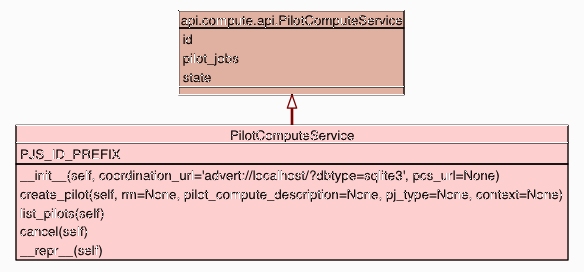 api.compute.api.PilotComputeService
id
pilot_jobs
state
PilotComputeService
PJS_ID_PREFIX
__init__(self, coordination_url='advert://localhost/?dbtype=sqlite3', pcs_url=None)
create_pilot(self, rm=None, pilot_compute_description=None, pj_type=None, context=None)
list_pilots(self)
cancel(self)
__repr__(self)